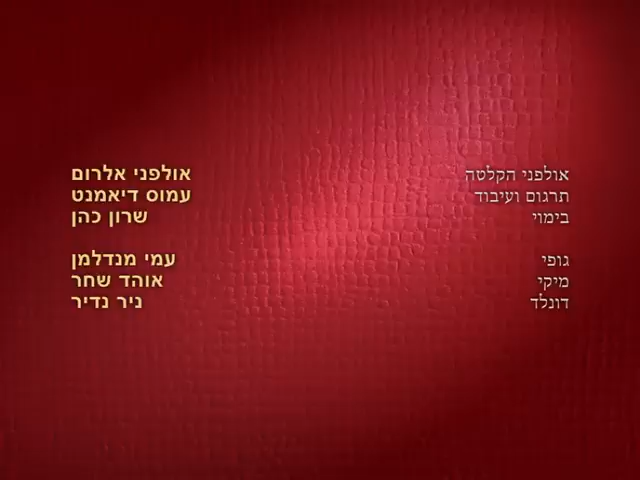 אולפני הקלטה אולפני אלרום
תרגום ועיבוד עמוס דיאמנט
בימוי שרון כהן
גופי עמי מנדלמן
מיקי אוהד שחר
דונלד ניר נדיר